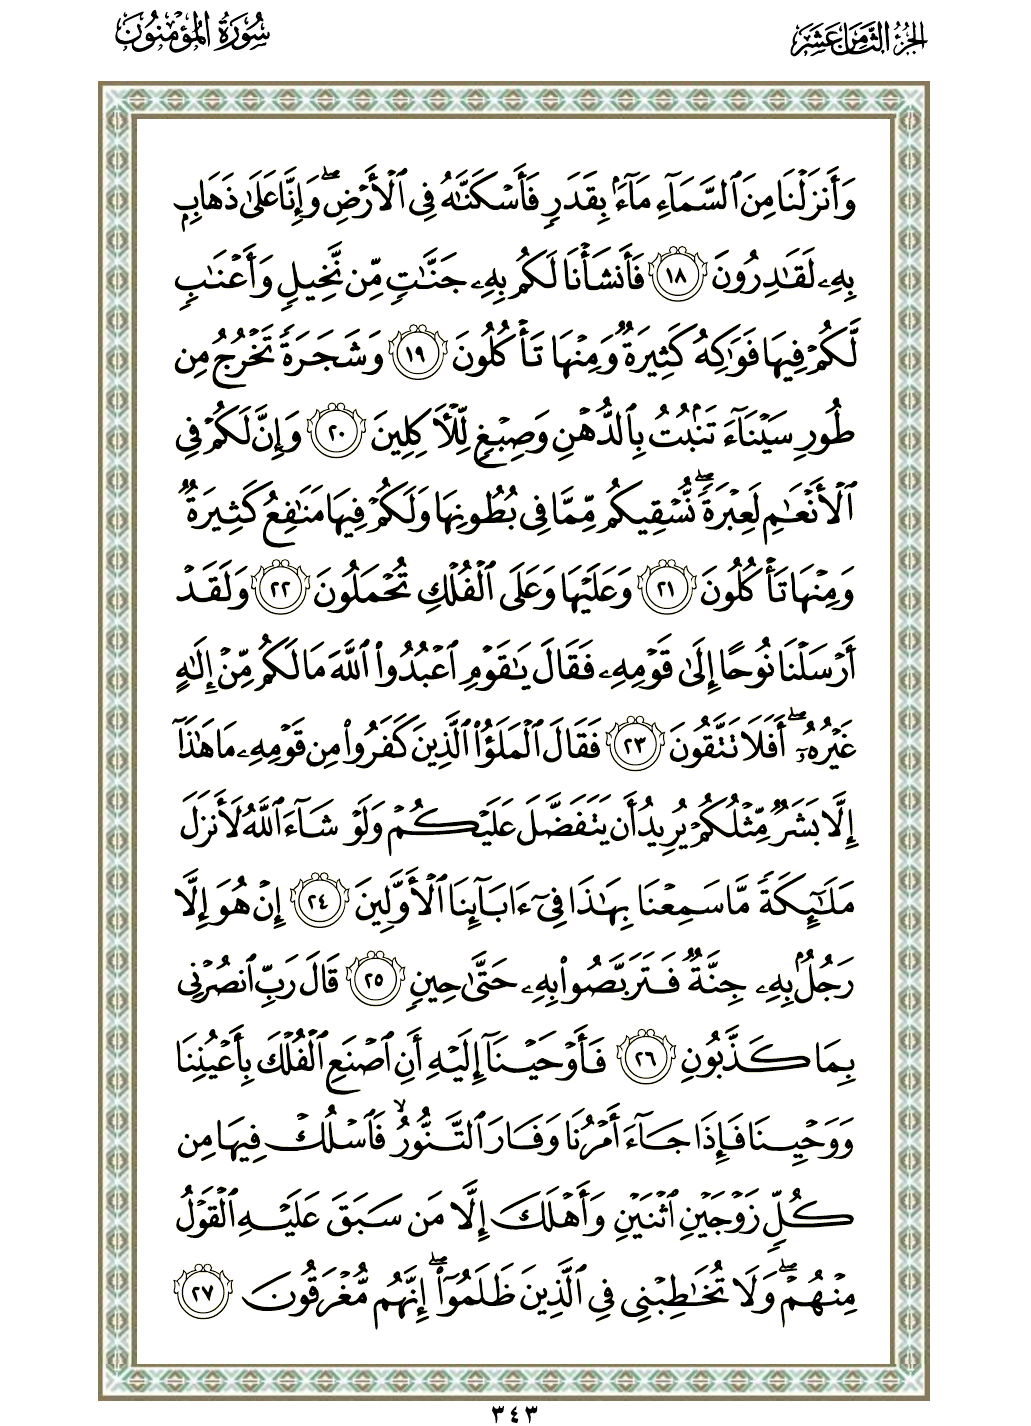 الجزء الثامن عشر
سورة المؤمنون
وَأَنزَلْنَا مِنَ ٱلسَّمَآءِ مَآءًۢ بِقَدَرٍ فَأَسْكَنَّـٰهُ فِى ٱلْأَرْضِ ۖ وَإِنَّا عَلَىٰ ذَهَابٍۭ
بِهِۦ لَقَـٰدِرُونَ ١٨ فَأَنشَأْنَا لَكُم بِهِۦ جَنَّـٰتٍ مِّن نَّخِيلٍ وَأَعْنَـٰبٍ
لَّكُمْ فِيهَا فَوَٰكِهُ كَثِيرَةٌ وَمِنْهَا تَأْكُلُونَ ١٩ وَشَجَرَةً تَخْرُجُ مِن
طُورِ سَيْنَآءَ تَنۢبُتُ بِٱلدُّهْنِ وَصِبْغٍ لِّلْـَٔاكِلِينَ ٢٠ وَإِنَّ لَكُمْ فِى
ٱلْأَنْعَـٰمِ لَعِبْرَةً ۖ نُّسْقِيكُم مِّمَّا فِى بُطُونِهَا وَلَكُمْ فِيهَا مَنَـٰفِعُ كَثِيرَةٌ
وَمِنْهَا تَأْكُلُونَ ٢١ وَعَلَيْهَا وَعَلَى ٱلْفُلْكِ تُحْمَلُونَ ٢٢ وَلَقَدْ
أَرْسَلْنَا نُوحًا إِلَىٰ قَوْمِهِۦ فَقَالَ يَـٰقَوْمِ ٱعْبُدُوا۟ ٱللَّهَ مَا لَكُم مِّنْ إِلَـٰهٍ
غَيْرُهُۥٓ ۖ أَفَلَا تَتَّقُونَ ٢٣ فَقَالَ ٱلْمَلَؤُا۟ ٱلَّذِينَ كَفَرُوا۟ مِن قَوْمِهِۦ مَا هَـٰذَآ
إِلَّا بَشَرٌ مِّثْلُكُمْ يُرِيدُ أَن يَتَفَضَّلَ عَلَيْكُمْ وَلَوْ شَآءَ ٱللَّهُ لَأَنزَلَ
مَلَـٰٓئِكَةً مَّا سَمِعْنَا بِهَـٰذَا فِىٓ ءَابَآئِنَا ٱلْأَوَّلِينَ ٢٤ إِنْ هُوَ إِلَّا
رَجُلٌۢ بِهِۦ جِنَّةٌ فَتَرَبَّصُوا۟ بِهِۦ حَتَّىٰ حِينٍ ٢٥ قَالَ رَبِّ ٱنصُرْنِى
بِمَا كَذَّبُونِ ٢٦ فَأَوْحَيْنَآ إِلَيْهِ أَنِ ٱصْنَعِ ٱلْفُلْكَ بِأَعْيُنِنَا
وَوَحْيِنَا فَإِذَا جَآءَ أَمْرُنَا وَفَارَ ٱلتَّنُّورُ ۙ فَٱسْلُكْ فِيهَا مِن
كُلٍّ زَوْجَيْنِ ٱثْنَيْنِ وَأَهْلَكَ إِلَّا مَن سَبَقَ عَلَيْهِ ٱلْقَوْلُ
مِنْهُمْ ۖ وَلَا تُخَـٰطِبْنِى فِى ٱلَّذِينَ ظَلَمُوٓا۟ ۖ إِنَّهُم مُّغْرَقُونَ ٢٧
٣٤٣